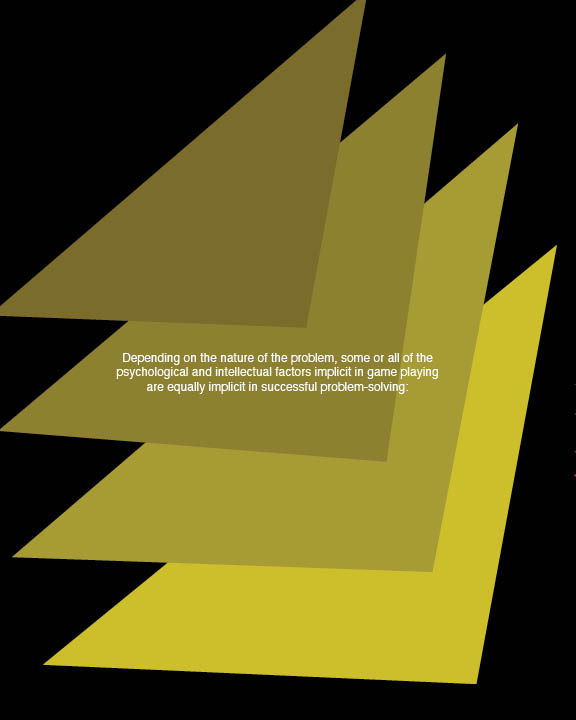 Depending on the nature of the problem, some or all of the
psychological and intellectual factors implicit in game playing
are equally implicit in successful problem-solving: